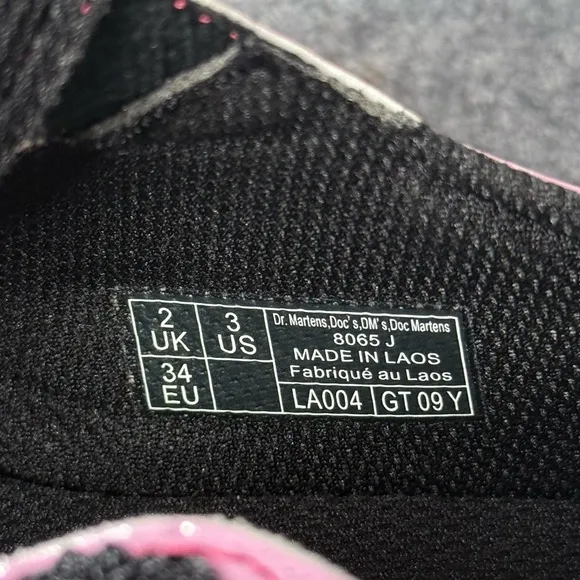 2 UK
3 US
34 EU
Dr. Martens,Doc's,DM's,Doc Martens
8065 J
MADE IN LAOS
Fabriqué au Laos
LA004
GT 09 Y